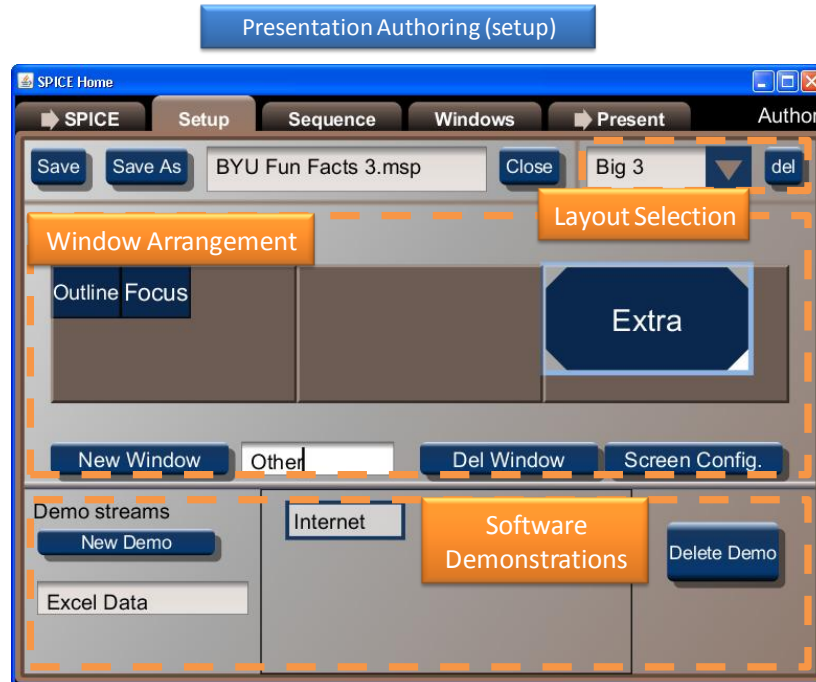 Presentation Authoring (setup)
SPICE Home
SPICE Setup Sequence Windows Present Author
Save Save As BYU Fun Facts 3.msp Close Big 3 del
Layout Selection
Window Arrangement
Outline Focus
Extra
New Window Other Del Window Screen Config.
Demo streams
New Demo
Internet
Software
Demonstrations
Delete Demo
Excel Data